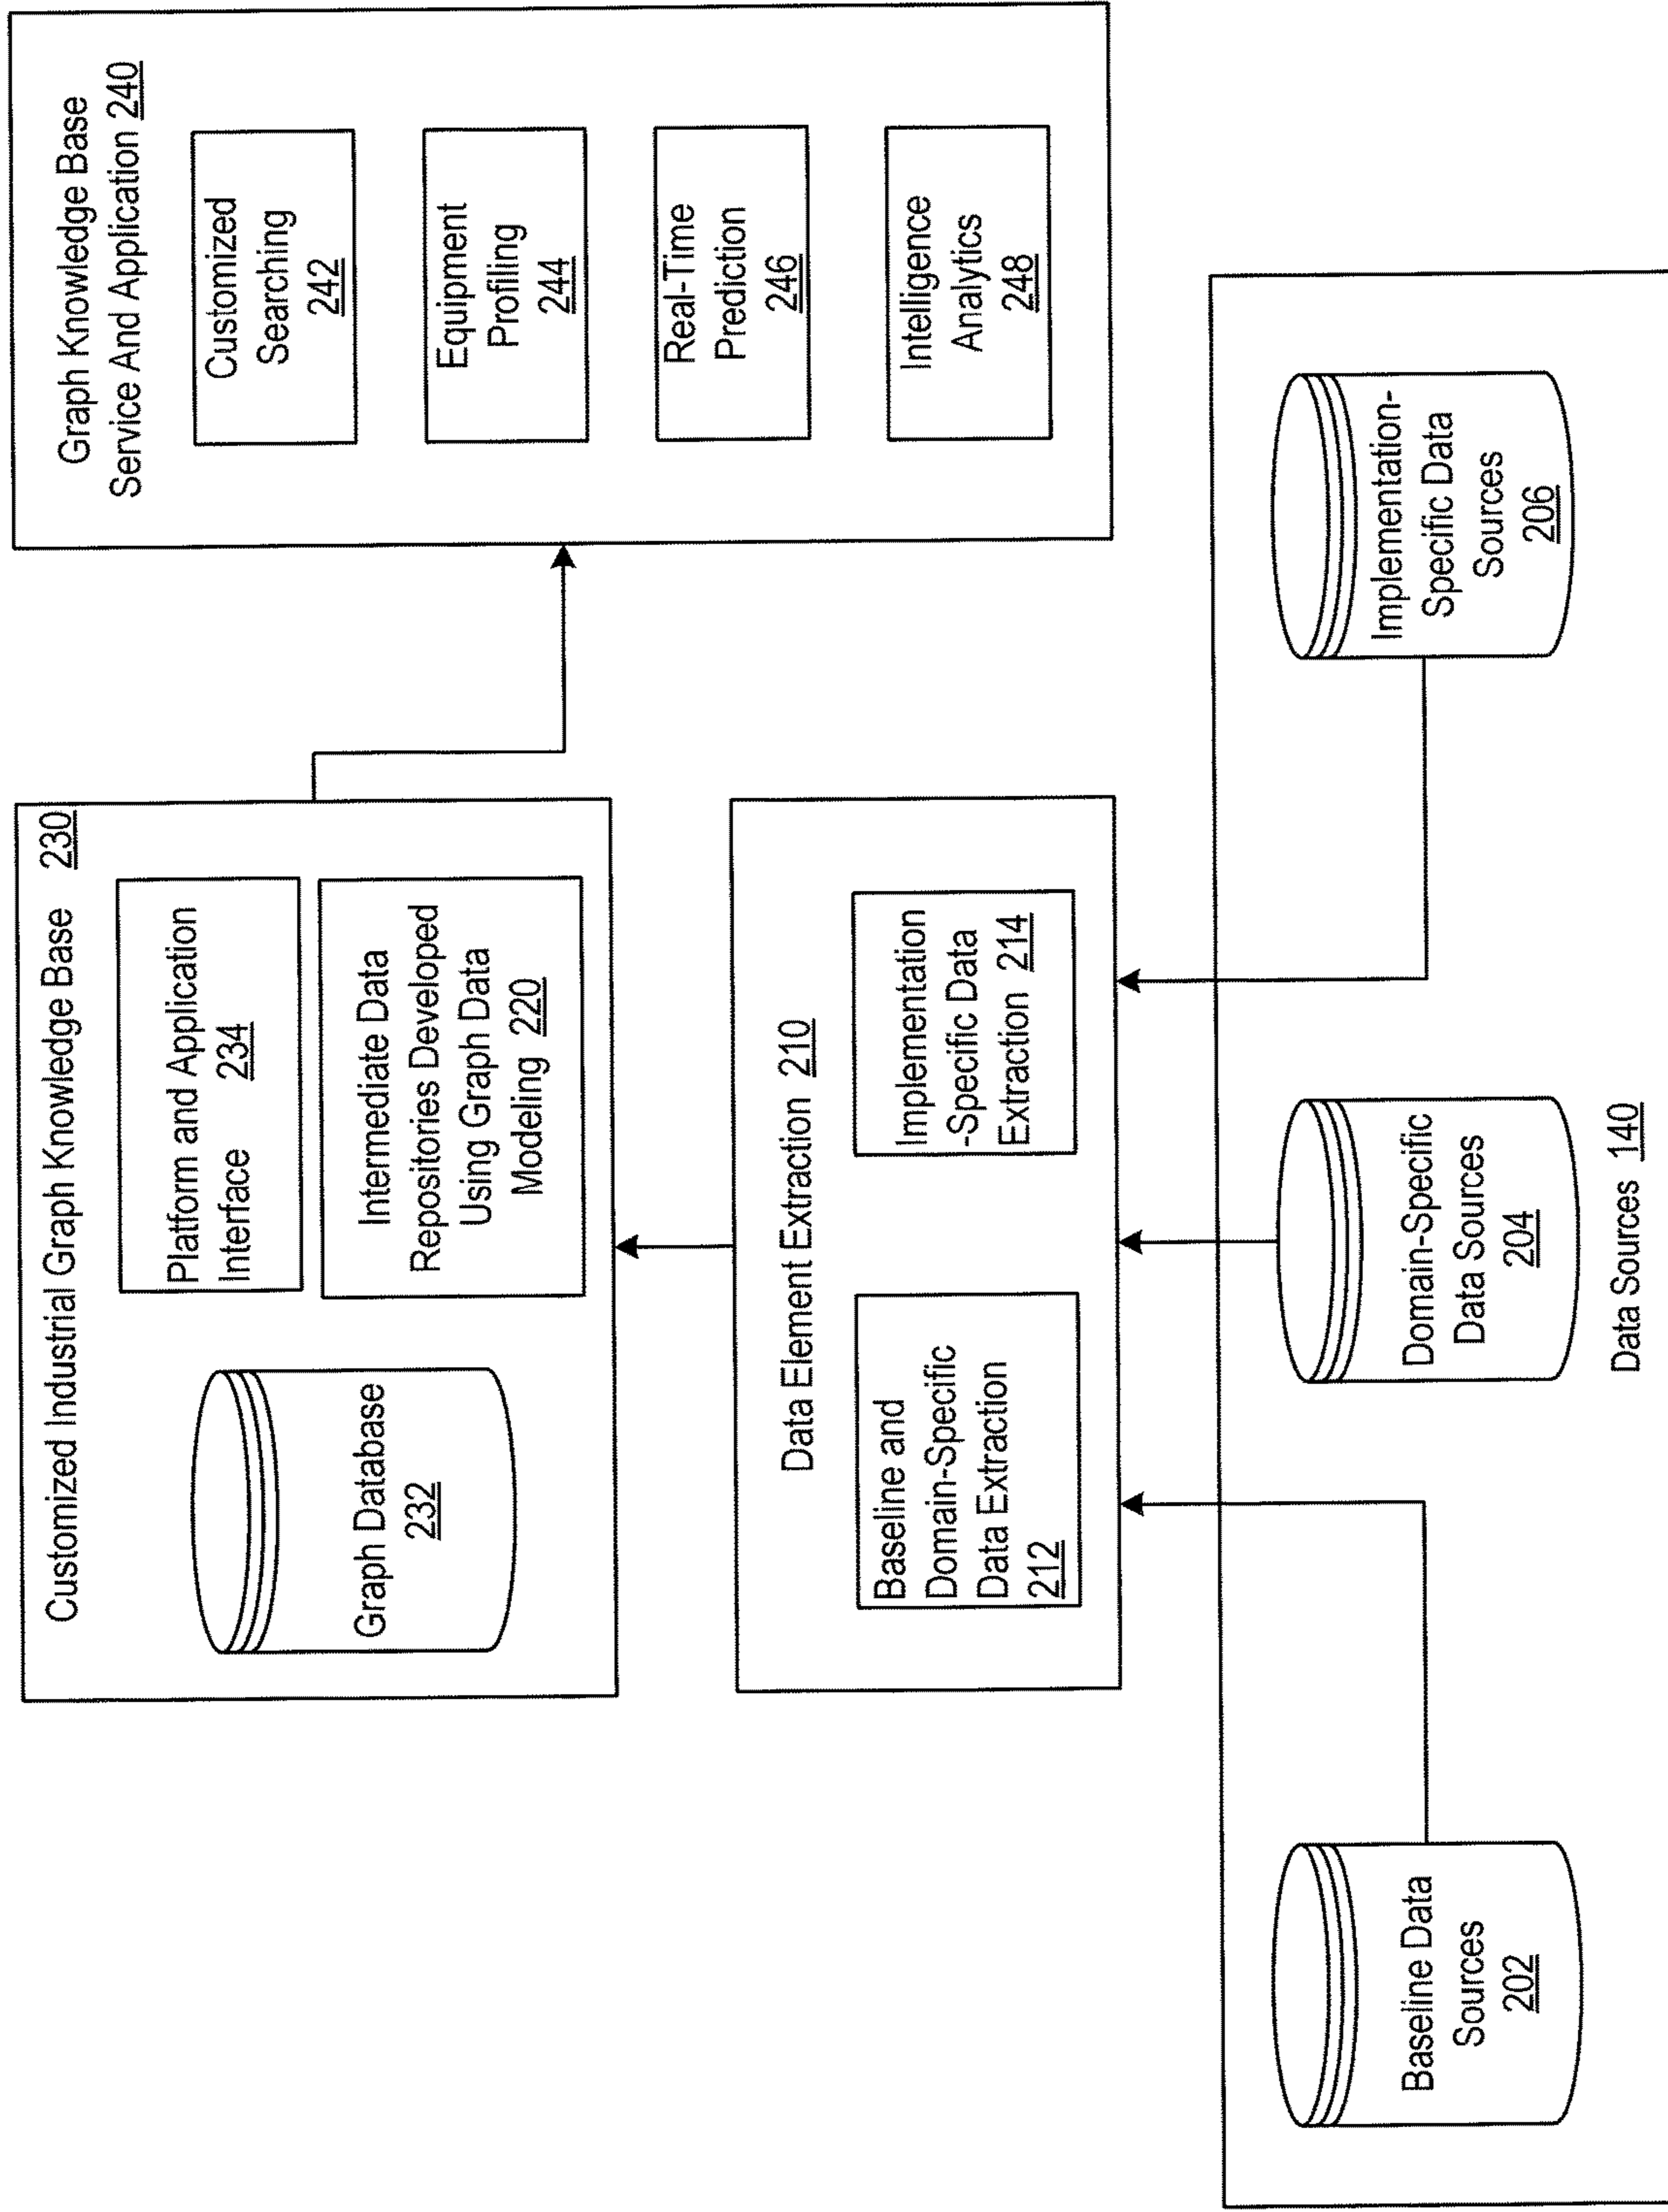 Customized Industrial Graph Knowledge Base 230
Graph Database
232
Platform and Application
Interface 234
Intermediate Data
Repositories Developed
Using Graph Data
Modeling 220
Graph Knowledge Base
Service And Application 240
Customized
Searching
242
Equipment
Profiling
244
Real-Time
Prediction
246
Intelligence
Analytics
248
Data Element Extraction 210
Baseline and
Domain-Specific
Data Extraction
212
Implementation
-Specific Data
Extraction 214
Baseline Data
Sources
202
Domain-Specific
Data Sources
204
Implementation-
Specific Data
Sources
206
Data Sources 140